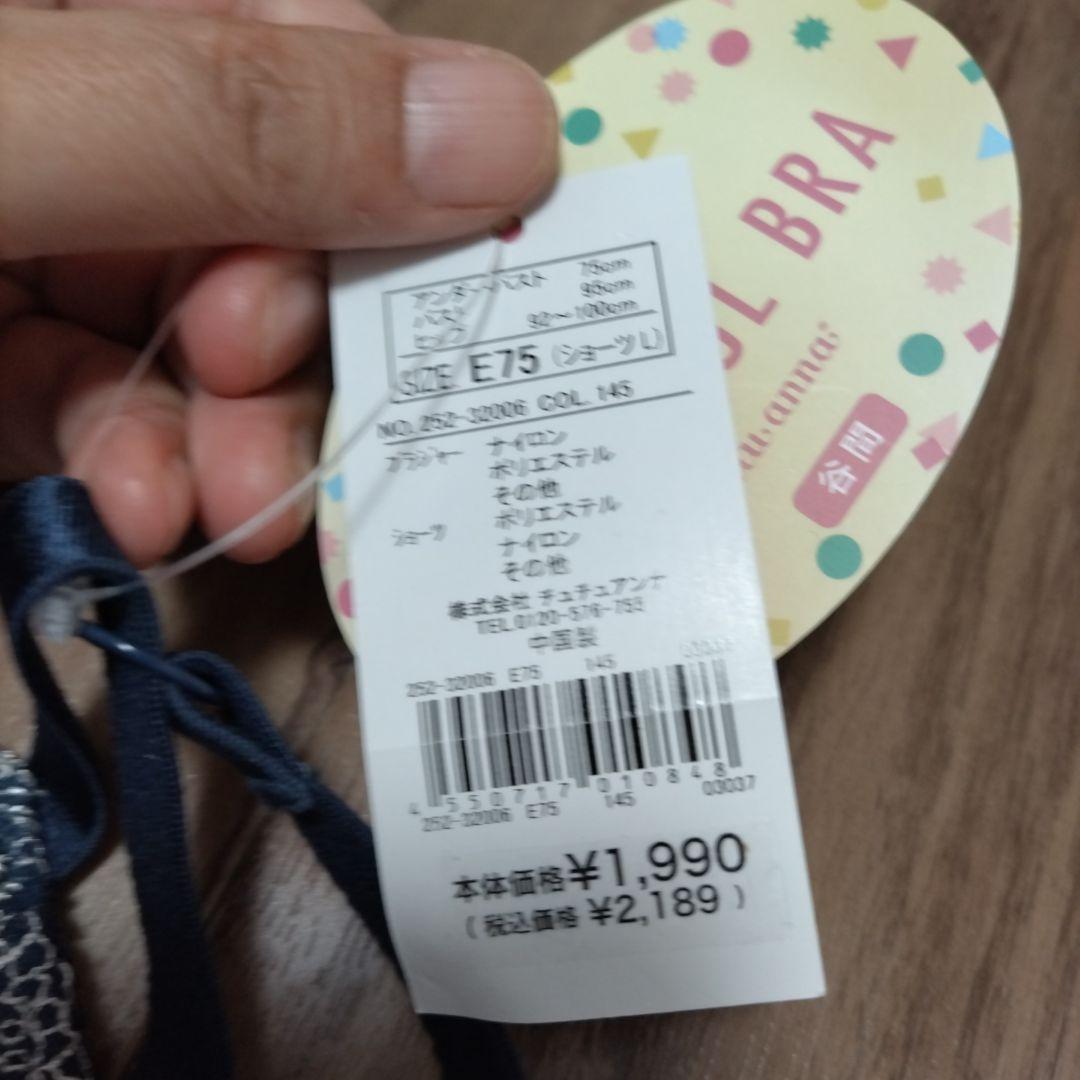 BRA
谷間
アンダーバスト 75cm
バスト 95cm
ヒップ 92～100cm
SIZE E75 (ショーツ L)
NO.252-32006 COL.145
ブラジャー ナイロン
ポリエステル
その他
ショーツ ポリエステル
ナイロン
その他
株式会社 チュチュアンナ
TEL.0120-576-755
中国製
252-32006 E75 145
4 550717 010848
252-32006 E75 145 03037
本体価格 ¥1,990
( 税込価格 ¥2,189 )